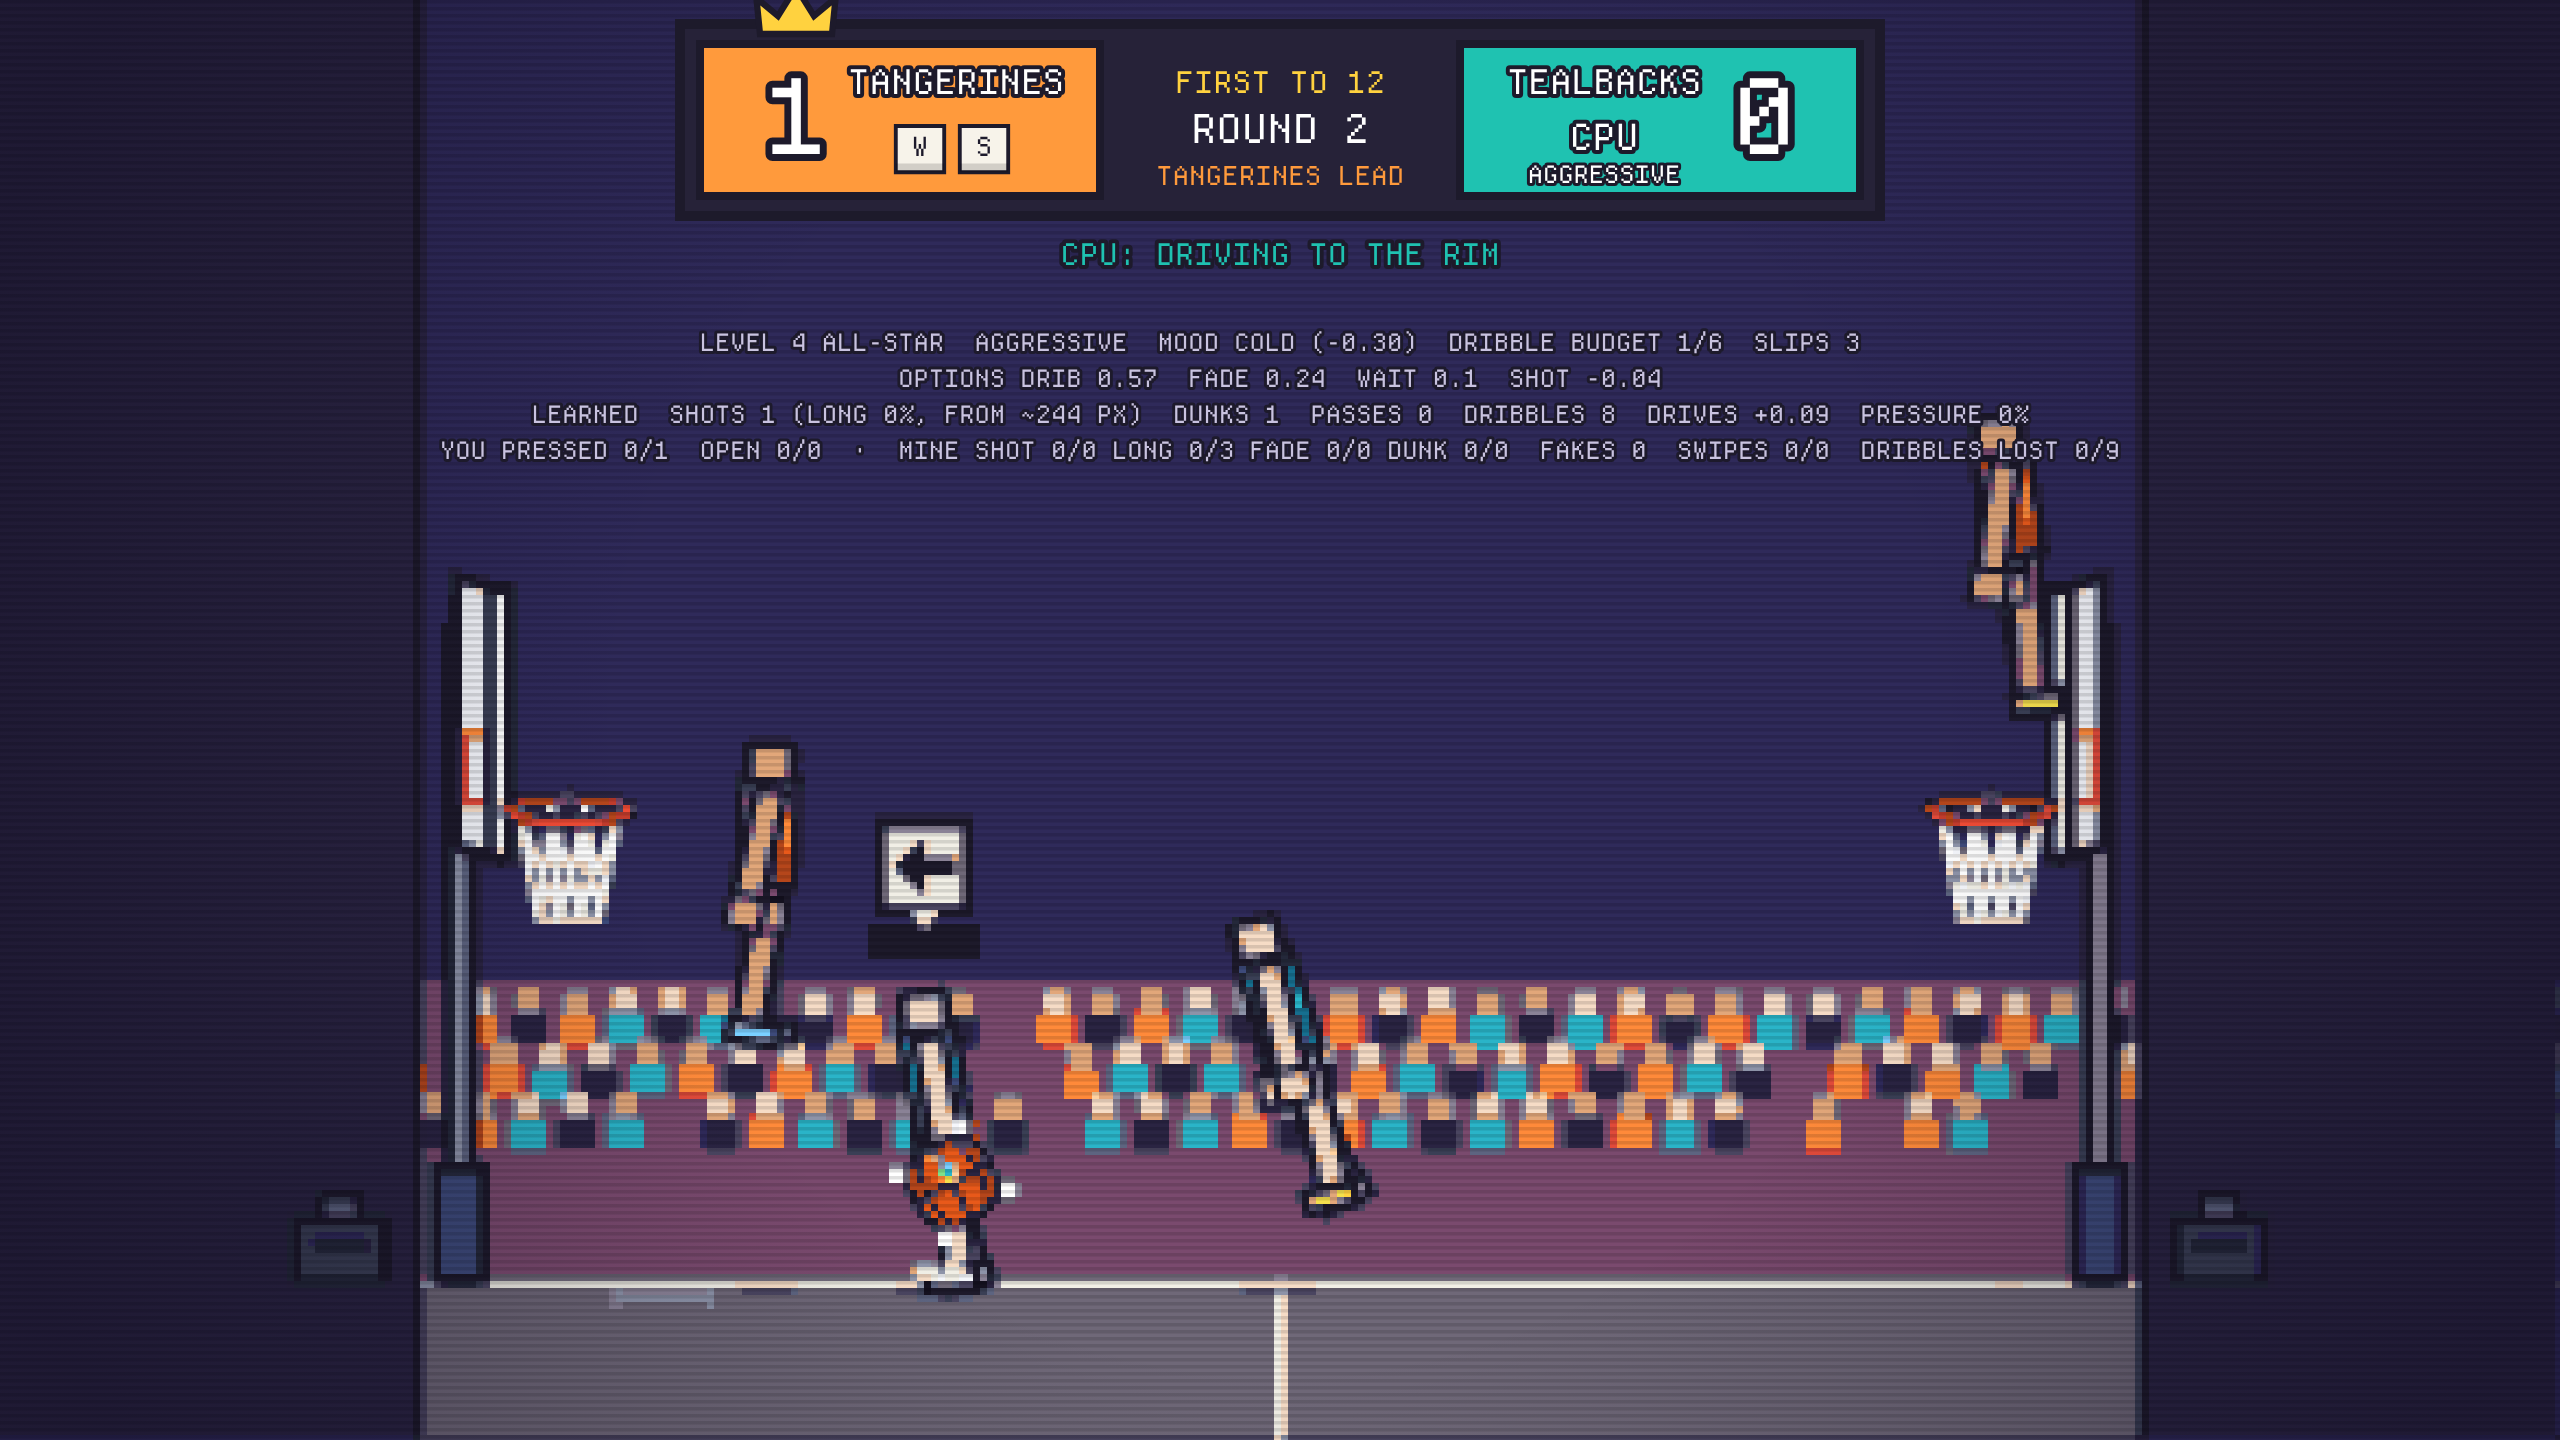 1 TANGERINES
W S
FIRST TO 12
ROUND 2
TANGERINES LEAD
TEALBACKS 0
CPU
AGGRESSIVE
CPU: DRIVING TO THE RIM
LEVEL 4 ALL-STAR AGGRESSIVE MOOD COLD (-0.30) DRIBBLE BUDGET 1/6 SLIPS 3
OPTIONS DRIB 0.57 FADE 0.24 WAIT 0.1 SHOT -0.04
LEARNED SHOTS 1 (LONG 0%, FROM ~244 PX) DUNKS 1 PASSES 0 DRIBBLES 8 DRIVES +0.09 PRESSURE 0%
YOU PRESSED 0/1 OPEN 0/0 · MINE SHOT 0/0 LONG 0/3 FADE 0/0 DUNK 0/0 FAKES 0 SWIPES 0/0 DRIBBLES LOST 0/9